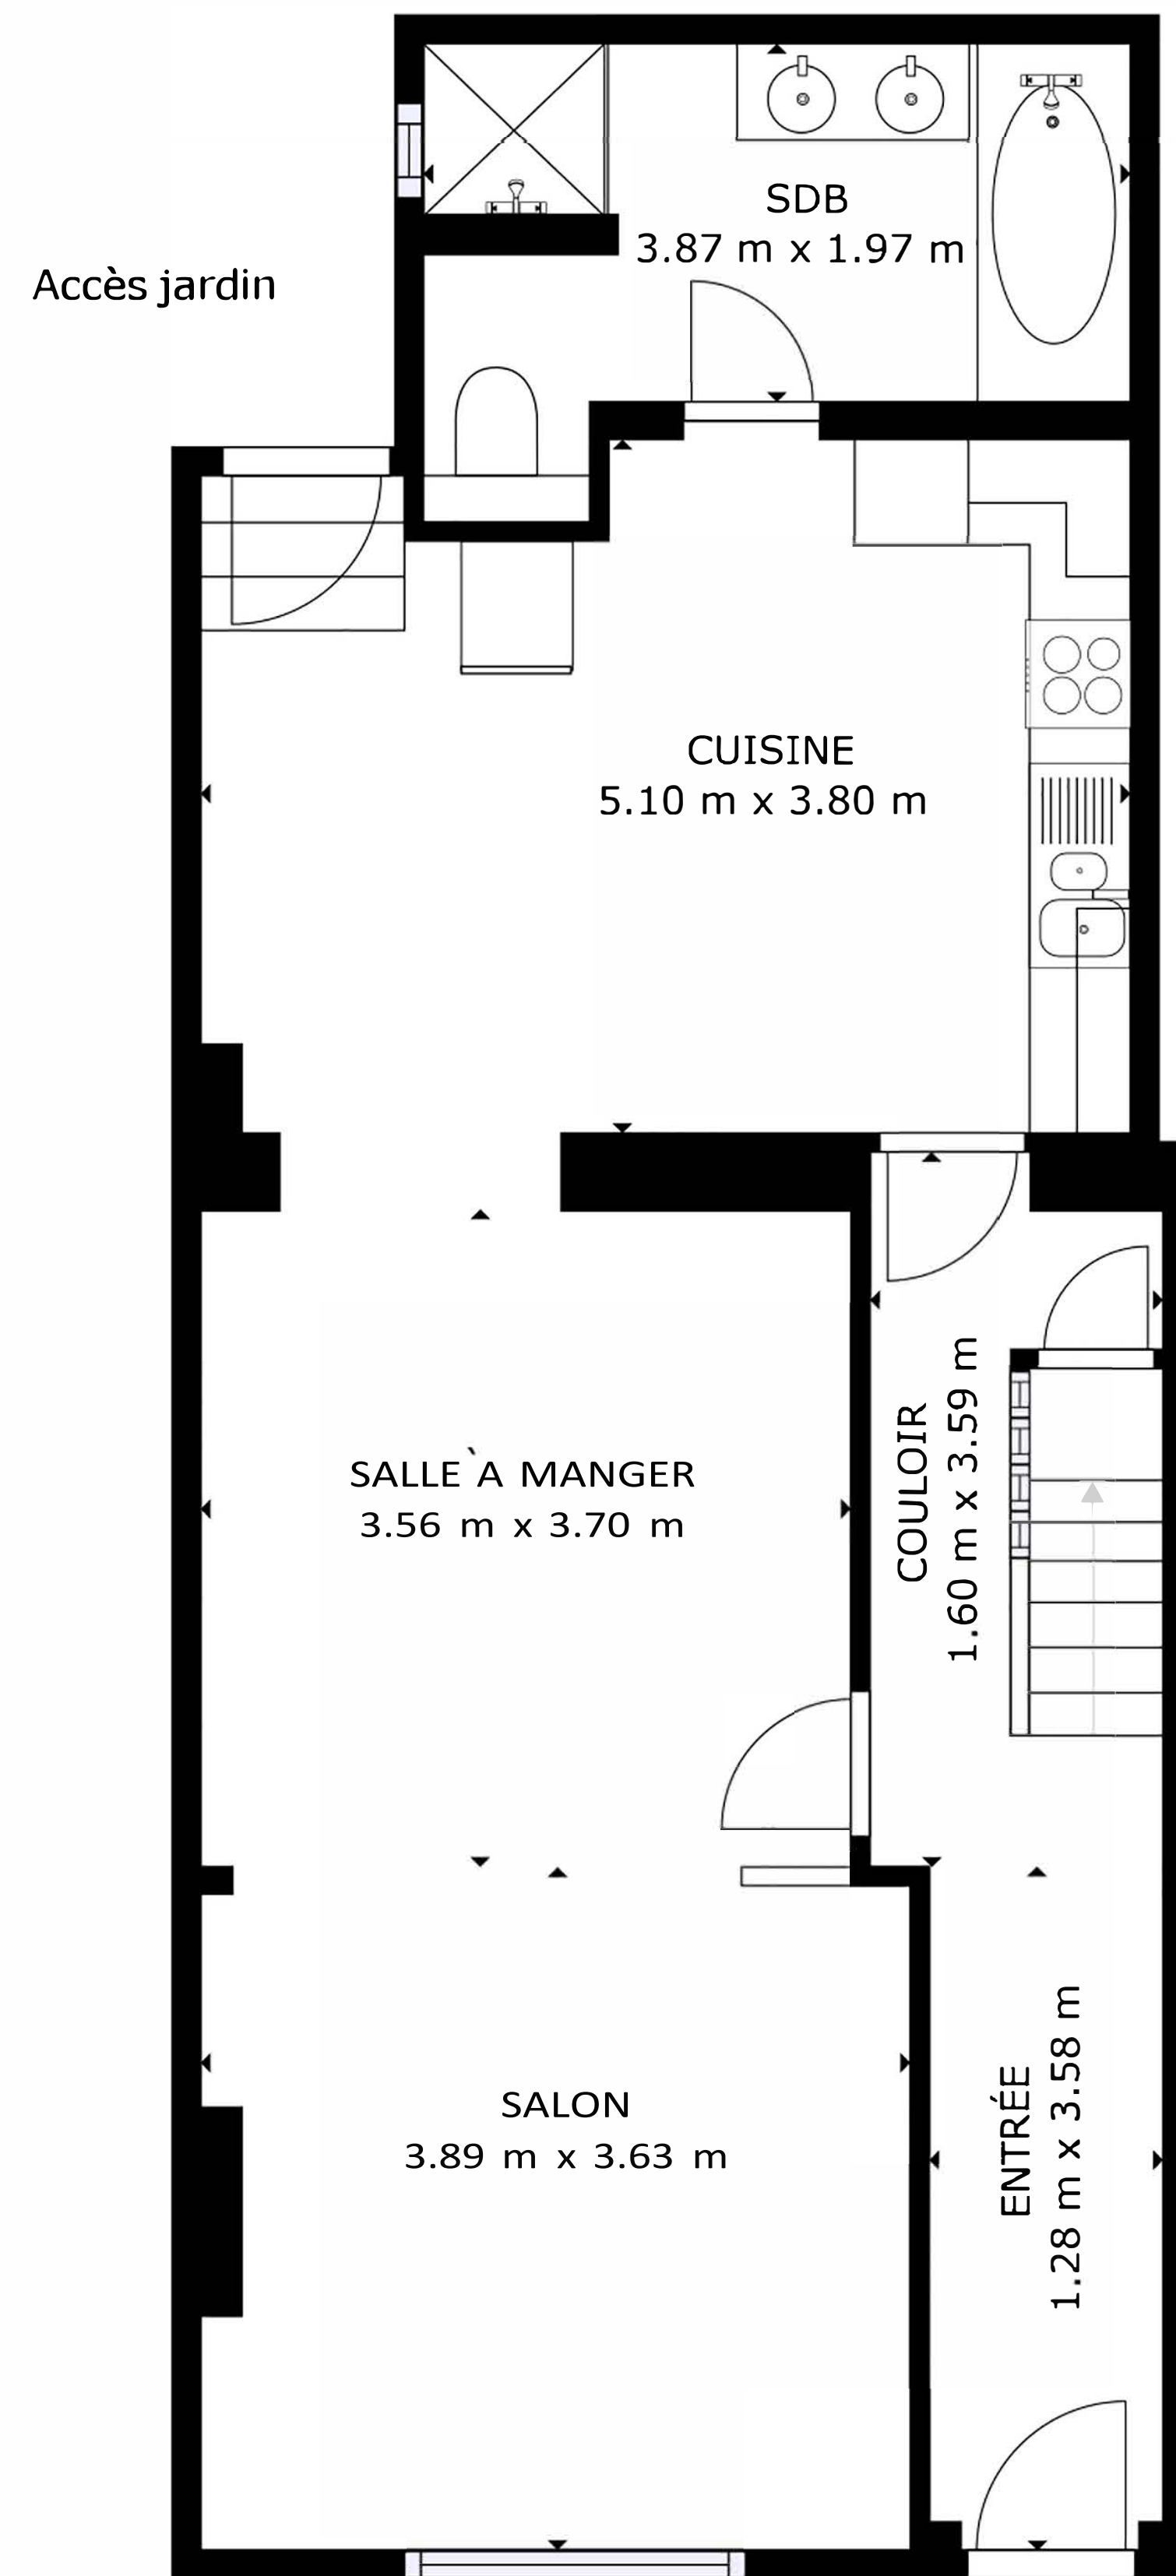 SDB
3.87 m x 1.97 m
Accès jardin
CUISINE
5.10 m x 3.80 m
SALLE À MANGER
3.56 m x 3.70 m
COULOIR
1.60 m x 3.59 m
SALON
3.89 m x 3.63 m
ENTRÉE
1.28 m x 3.58 m